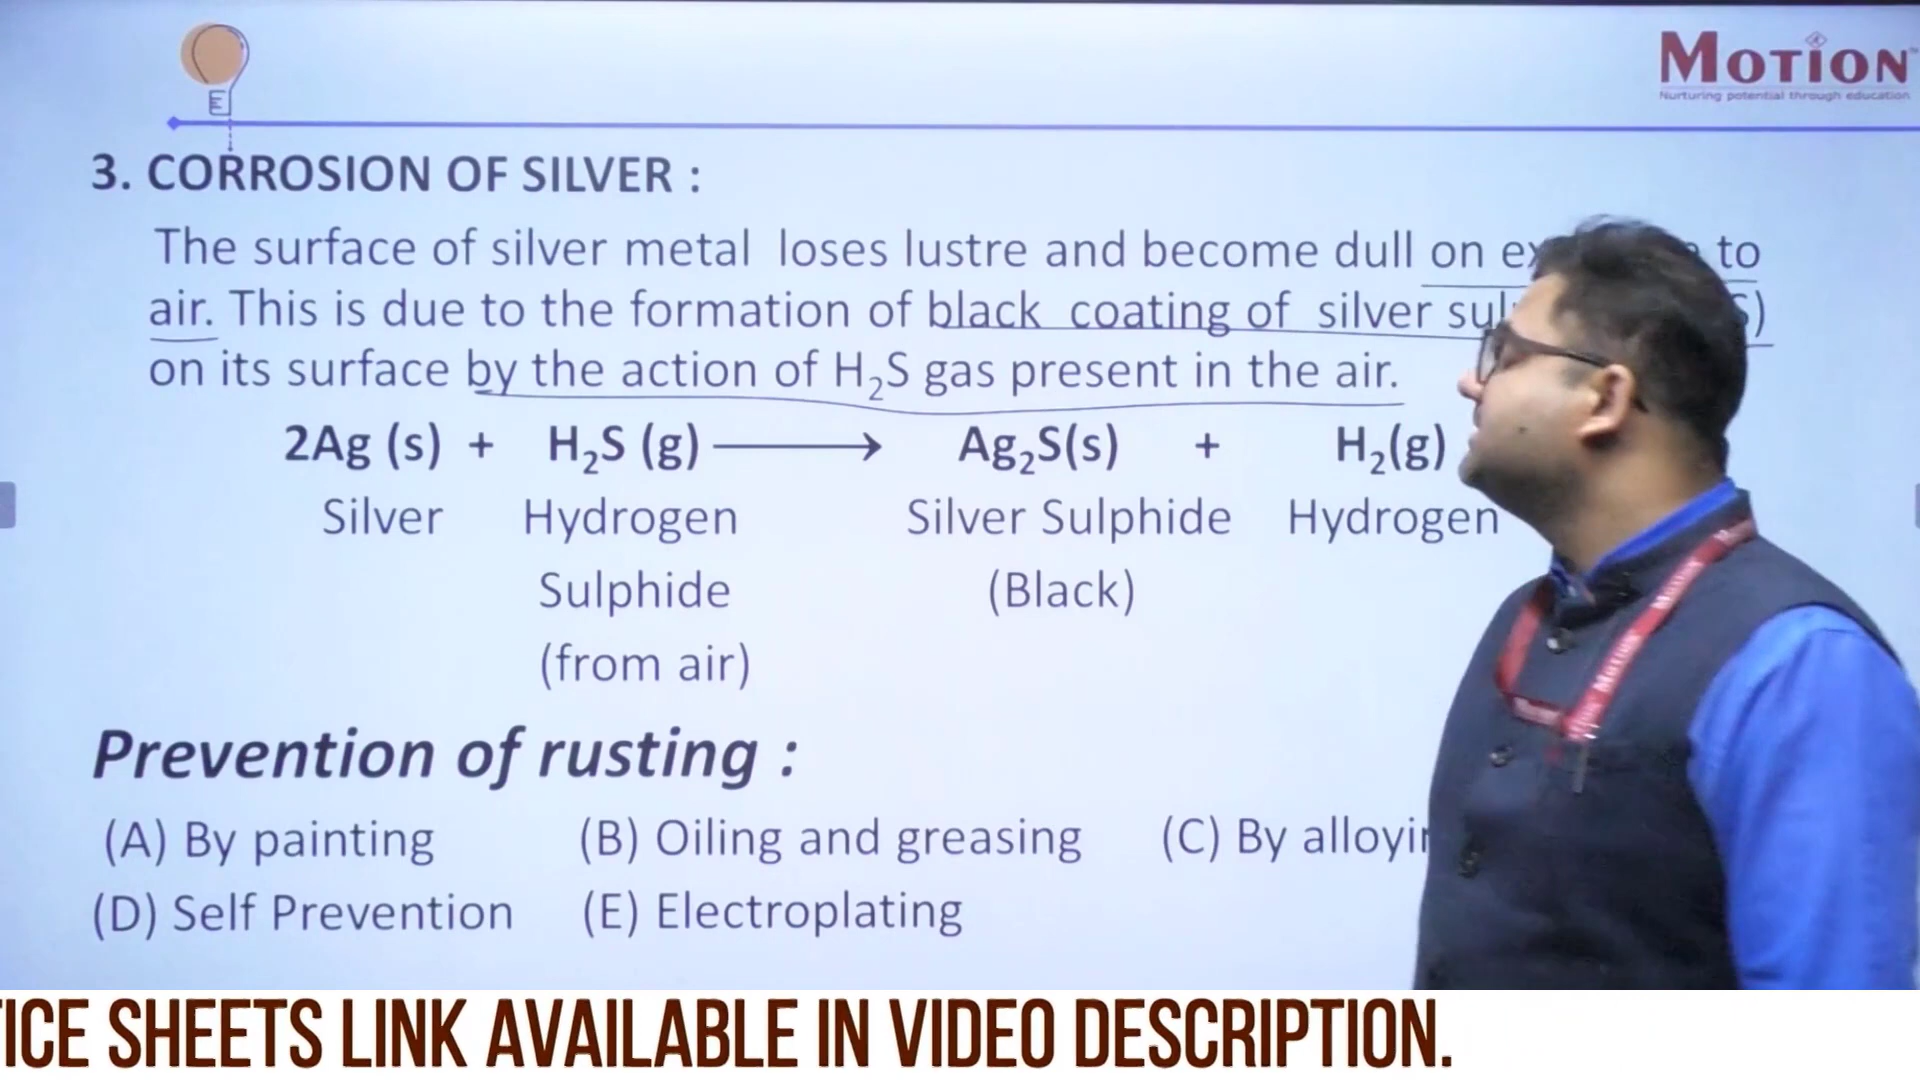 MOTION
Nurturing potential through education
3. CORROSION OF SILVER :
The surface of silver metal loses lustre and become dull on to
air. This is due to the formation of black coating of silver
on its surface by the action of H₂S gas present in the air.
2Ag (s) + H₂S (g) ⟶ Ag₂S(s) + H₂(g)
Silver Hydrogen Silver Sulphide Hydrogen
Sulphide (Black)
(from air)
Prevention of rusting :
(A) By painting (B) Oiling and greasing (C) By
(D) Self Prevention (E) Electroplating
SHEETS LINK AVAILABLE IN VIDEO DESCRIPTION.